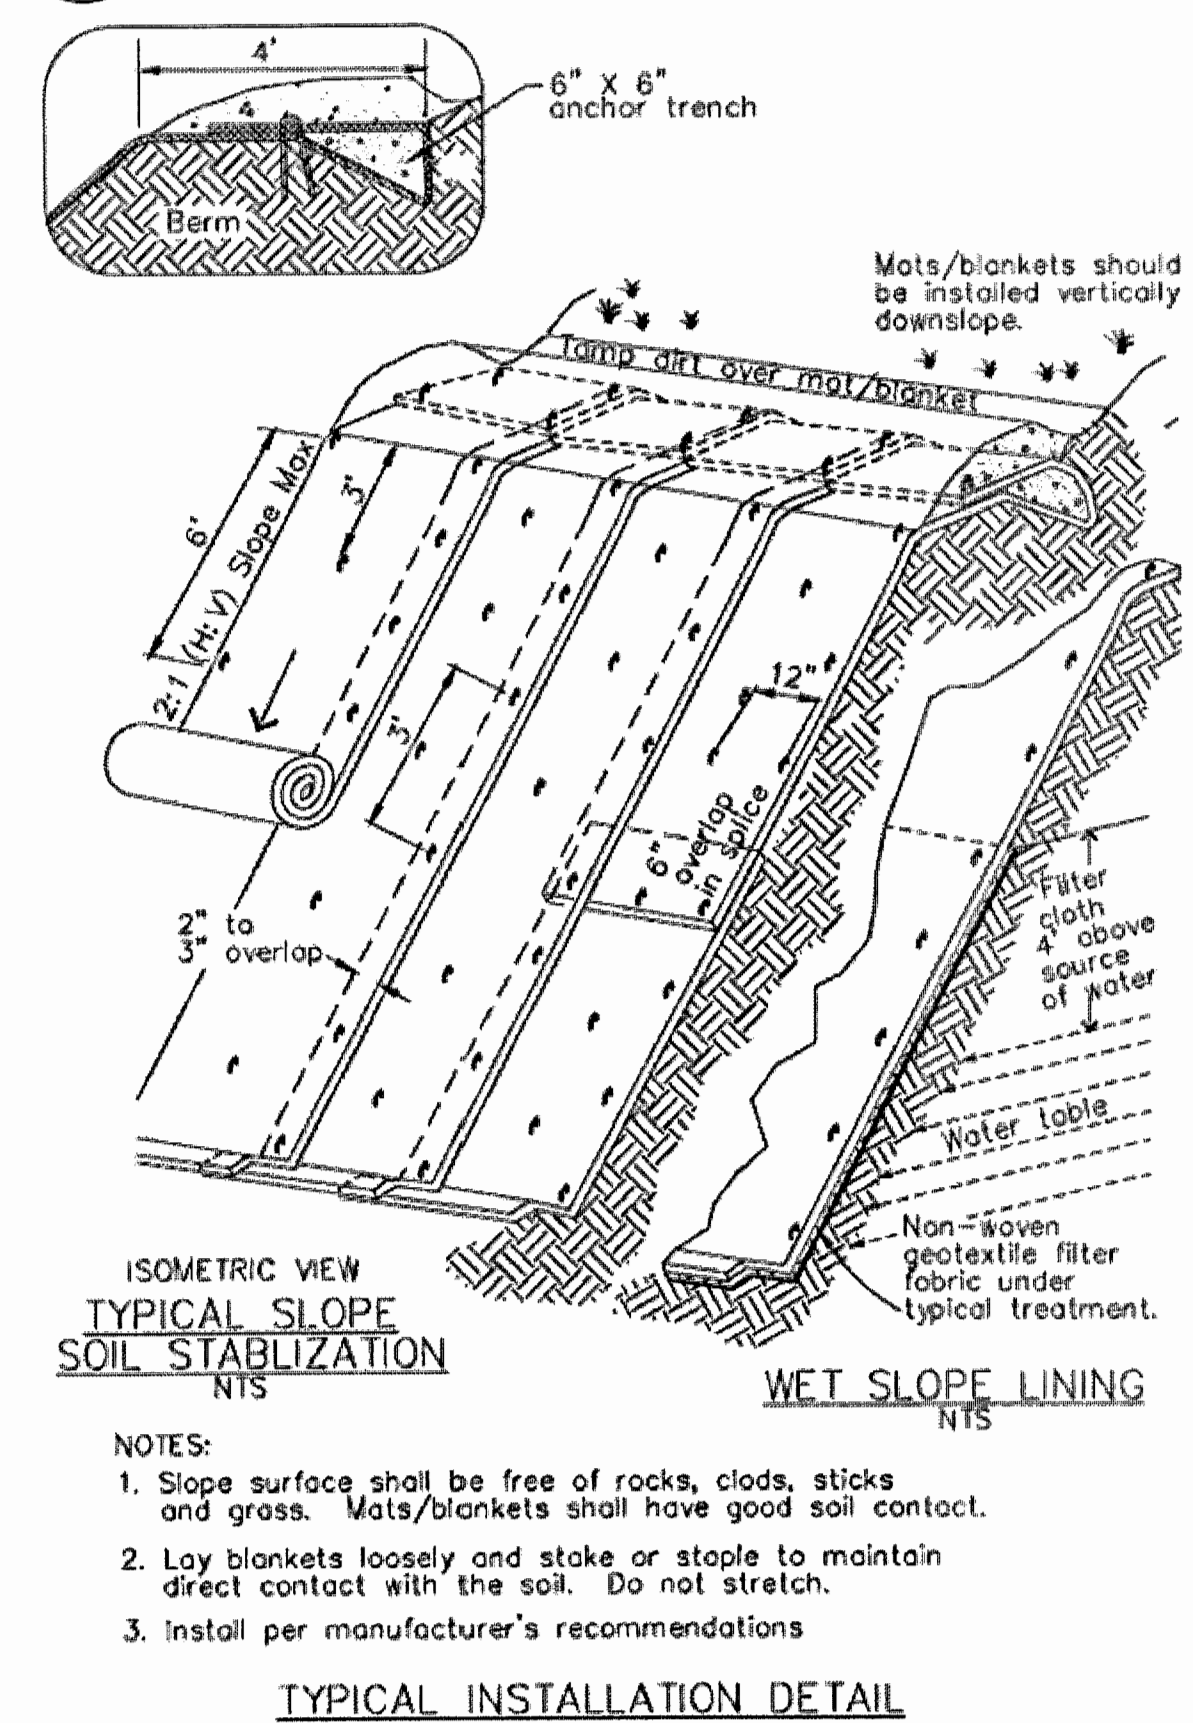 4'
6" X 6"
anchor trench
Berm
Mats/blankets should
be installed vertically
downslope.
Tamp dirt over mat/blanket
6'
2:1 (H:V) Slope Max
3'
12"
6"
overlap
in splice
2" to
3" overlap
Filter
cloth
4' above
source
of water
Water table
Non-woven
geotextile filter
fabric under
typical treatment.
ISOMETRIC VIEW
TYPICAL SLOPE
SOIL STABLIZATION
NTS
WET SLOPE LINING
NTS
NOTES:
1. Slope surface shall be free of rocks, clods, sticks
and grass. Mats/blankets shall have good soil contact.
2. Lay blankets loosely and stake or staple to maintain
direct contact with the soil. Do not stretch.
3. Install per manufacturer's recommendations
TYPICAL INSTALLATION DETAIL